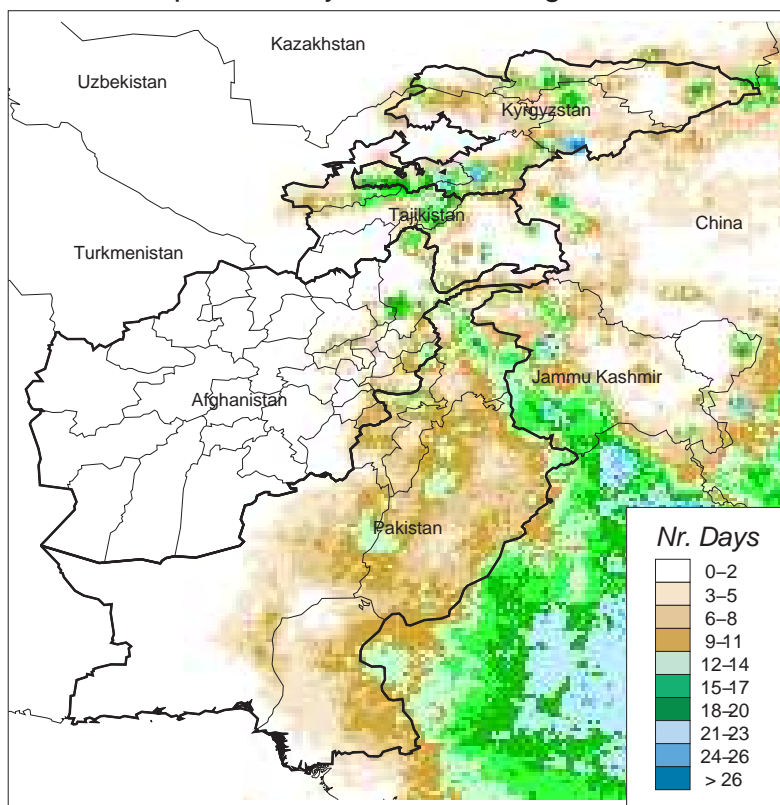 Kazakhstan
Uzbekistan
Kyrgyzstan
Tajikistan
China
Turkmenistan
Jammu Kashmir
Afghanistan
Pakistan
Nr. Days
0–2
3–5
6–8
9–11
12–14
15–17
18–20
21–23
24–26
> 26